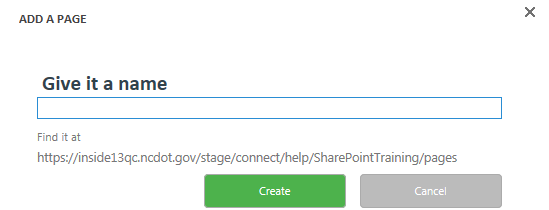 ADD A PAGE
Give it a name
Find it at
https://inside13qc.ncdot.gov/stage/connect/help/SharePointTraining/pages
Create Cancel